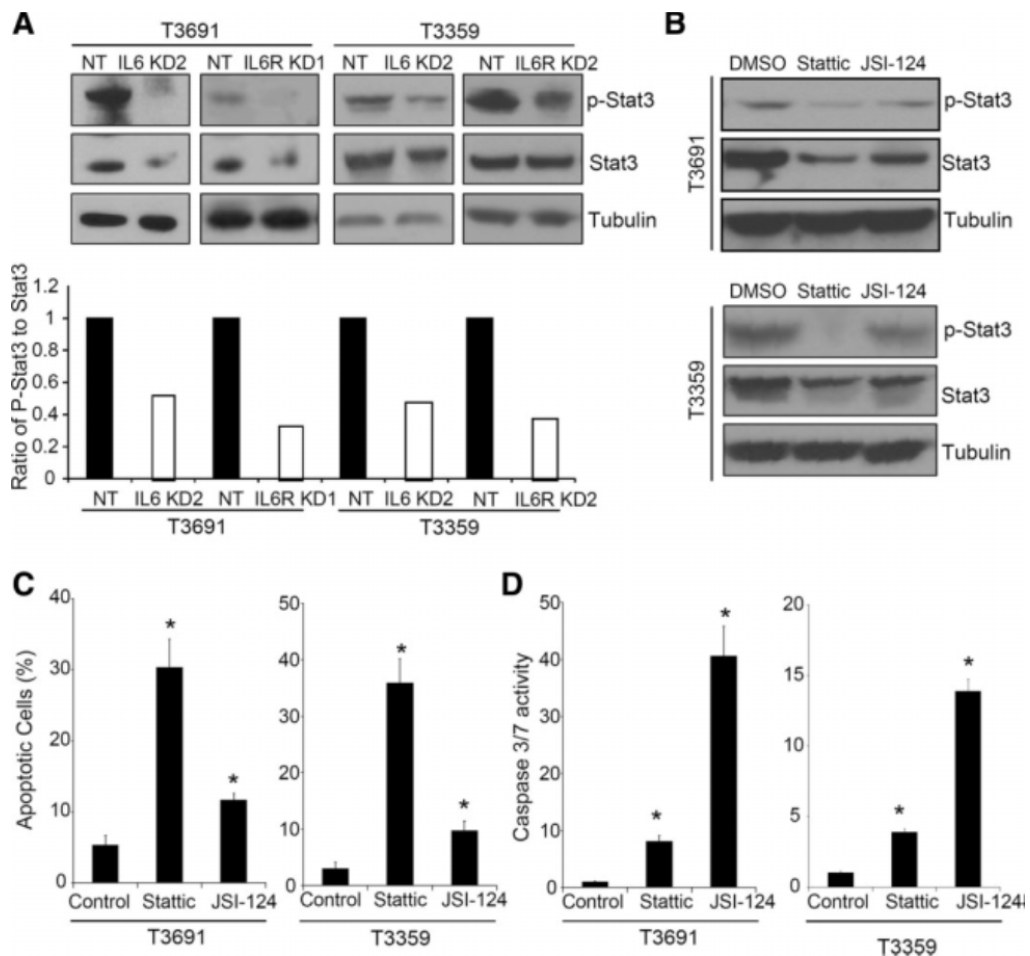 A
T3691
T3359
NT IL6 KD2
NT IL6R KD1
NT IL6 KD2
NT IL6R KD2
p-Stat3
Stat3
Tubulin
Ratio of P-Stat3 to Stat3
1.2
1
0.8
0.6
0.4
0.2
0
NT IL6 KD2 NT IL6R KD1 NT IL6 KD2 NT IL6R KD2
T3691
T3359
B
DMSO Stattic JSI-124
T3691
p-Stat3
Stat3
Tubulin
DMSO Stattic JSI-124
T3359
p-Stat3
Stat3
Tubulin
C
Apoptotic Cells (%)
40
30
20
10
0
*
*
Control Stattic JSI-124
T3691
50
40
30
20
10
0
*
*
Control Stattic JSI-124
T3359
D
Caspase 3/7 activity
50
40
30
20
10
0
*
*
Control Stattic JSI-124
T3691
20
15
10
5
0
*
*
Control Stattic JSI-124
T3359